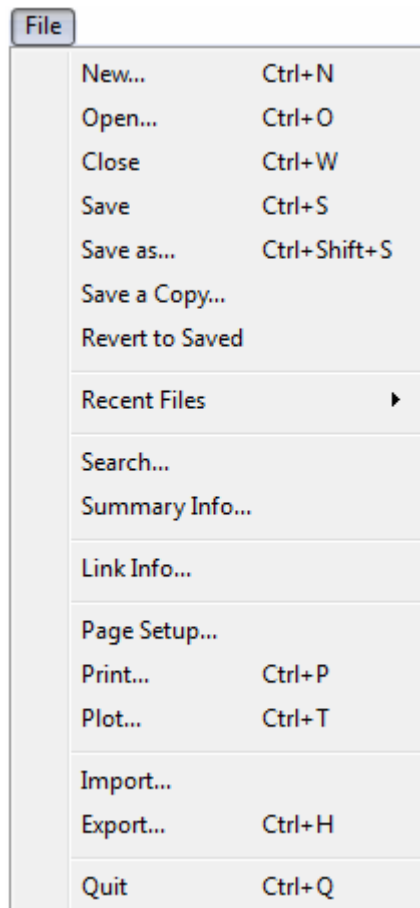 File
New... Ctrl+N
Open... Ctrl+O
Close Ctrl+W
Save Ctrl+S
Save as... Ctrl+Shift+S
Save a Copy...
Revert to Saved
Recent Files
Search...
Summary Info...
Link Info...
Page Setup...
Print... Ctrl+P
Plot... Ctrl+T
Import...
Export... Ctrl+H
Quit Ctrl+Q